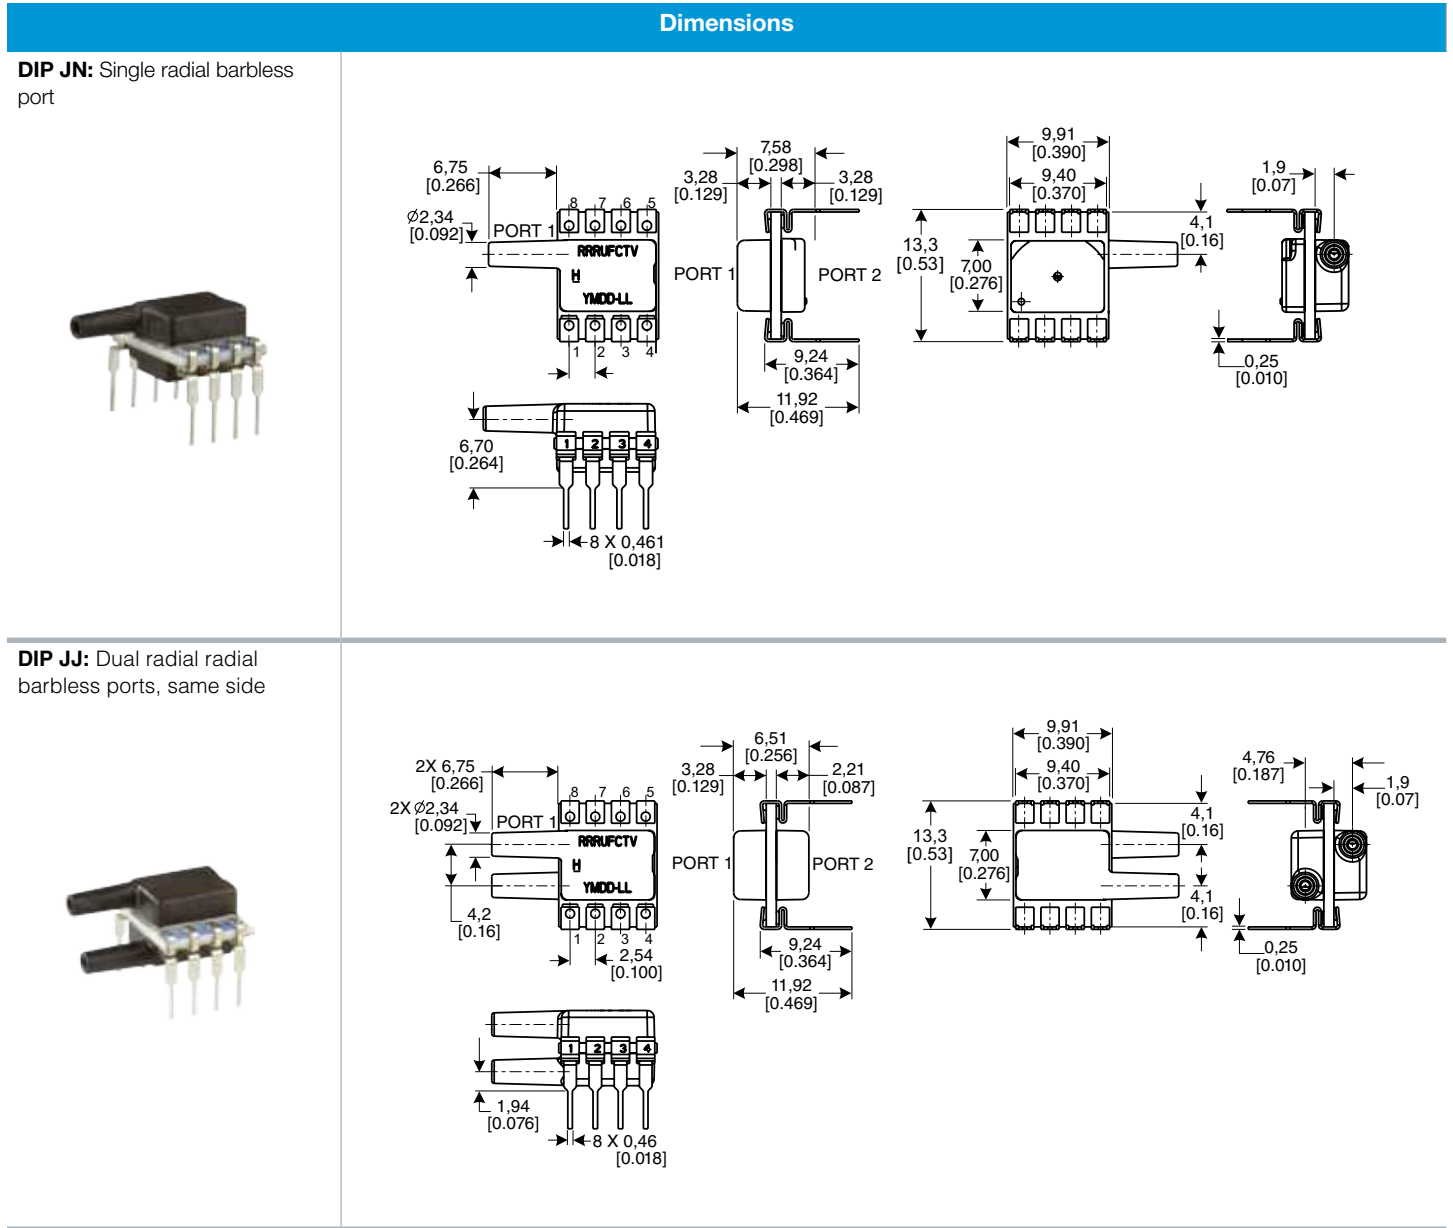 Dimensions
DIP JN: Single radial barbless
port
6,75
[0.266]
Ø2,34
[0.092]
PORT 1
8 7 6 5
RRRUFCTV
H
YMDD-LL
1 2 3 4
7,58
[0.298]
3,28
[0.129]
3,28
[0.129]
PORT 1
PORT 2
9,24
[0.364]
11,92
[0.469]
9,91
[0.390]
9,40
[0.370]
13,3
[0.53]
7,00
[0.276]
4,1
[0.16]
1,9
[0.07]
0,25
[0.010]
6,70
[0.264]
1 2 3 4
8 X 0,461
[0.018]
DIP JJ: Dual radial radial
barbless ports, same side
2X 6,75
[0.266]
2X Ø2,34
[0.092]
PORT 1
8 7 6 5
RRRUFCTV
H
YMDD-LL
4,2
[0.16]
1 2 3 4
2,54
[0.100]
6,51
[0.256]
3,28
[0.129]
2,21
[0.087]
PORT 1
PORT 2
9,24
[0.364]
11,92
[0.469]
9,91
[0.390]
9,40
[0.370]
13,3
[0.53]
7,00
[0.276]
4,1
[0.16]
4,1
[0.16]
4,76
[0.187]
1,9
[0.07]
0,25
[0.010]
1 2 3 4
1,94
[0.076]
8 X 0,46
[0.018]